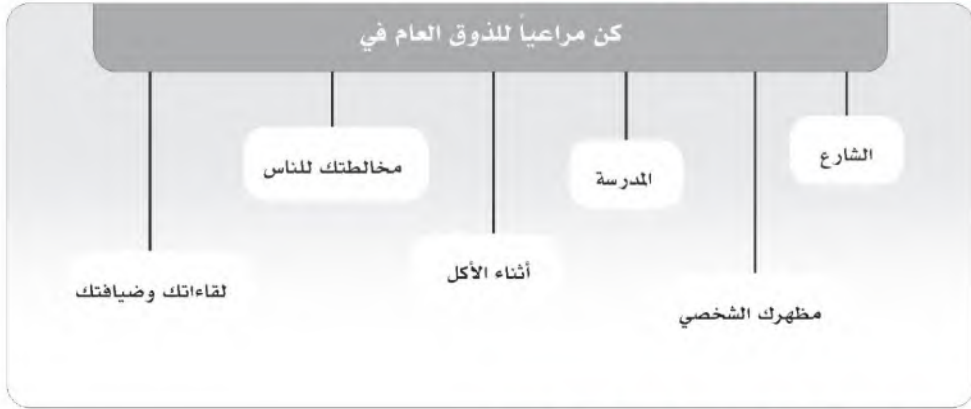 كن مراعياً للذوق العام في
الشارع
مظهرك الشخصي
المدرسة
أثناء الأكل
مخالطتك للناس
لقاءاتك وضيافتك